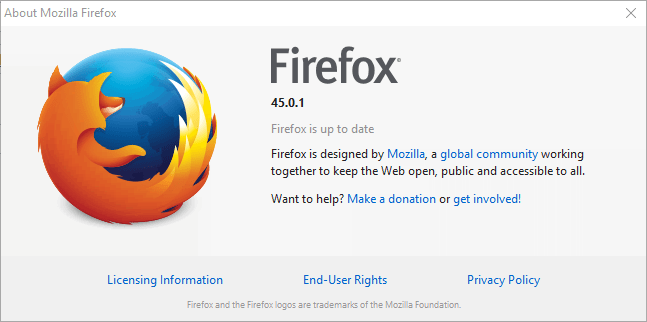 About Mozilla Firefox
Firefox®
45.0.1
Firefox is up to date
Firefox is designed by Mozilla, a global community working
together to keep the Web open, public and accessible to all.
Want to help? Make a donation or get involved!
Licensing Information End-User Rights Privacy Policy
Firefox and the Firefox logos are trademarks of the Mozilla Foundation.